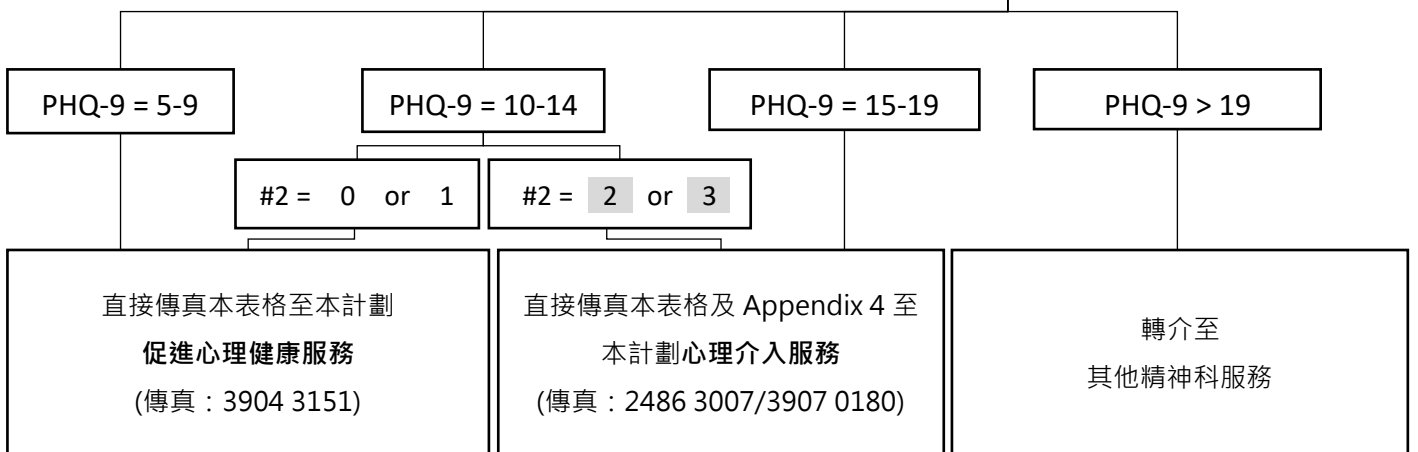 PHQ-9 = 5-9
PHQ-9 = 10-14
PHQ-9 = 15-19
PHQ-9 > 19
#2 = 0 or 1
#2 = 2 or 3
直接傳真本表格至本計劃
促進心理健康服務
(傳真：3904 3151)
直接傳真本表格及 Appendix 4 至
本計劃心理介入服務
(傳真：2486 3007/3907 0180)
轉介至
其他精神科服務